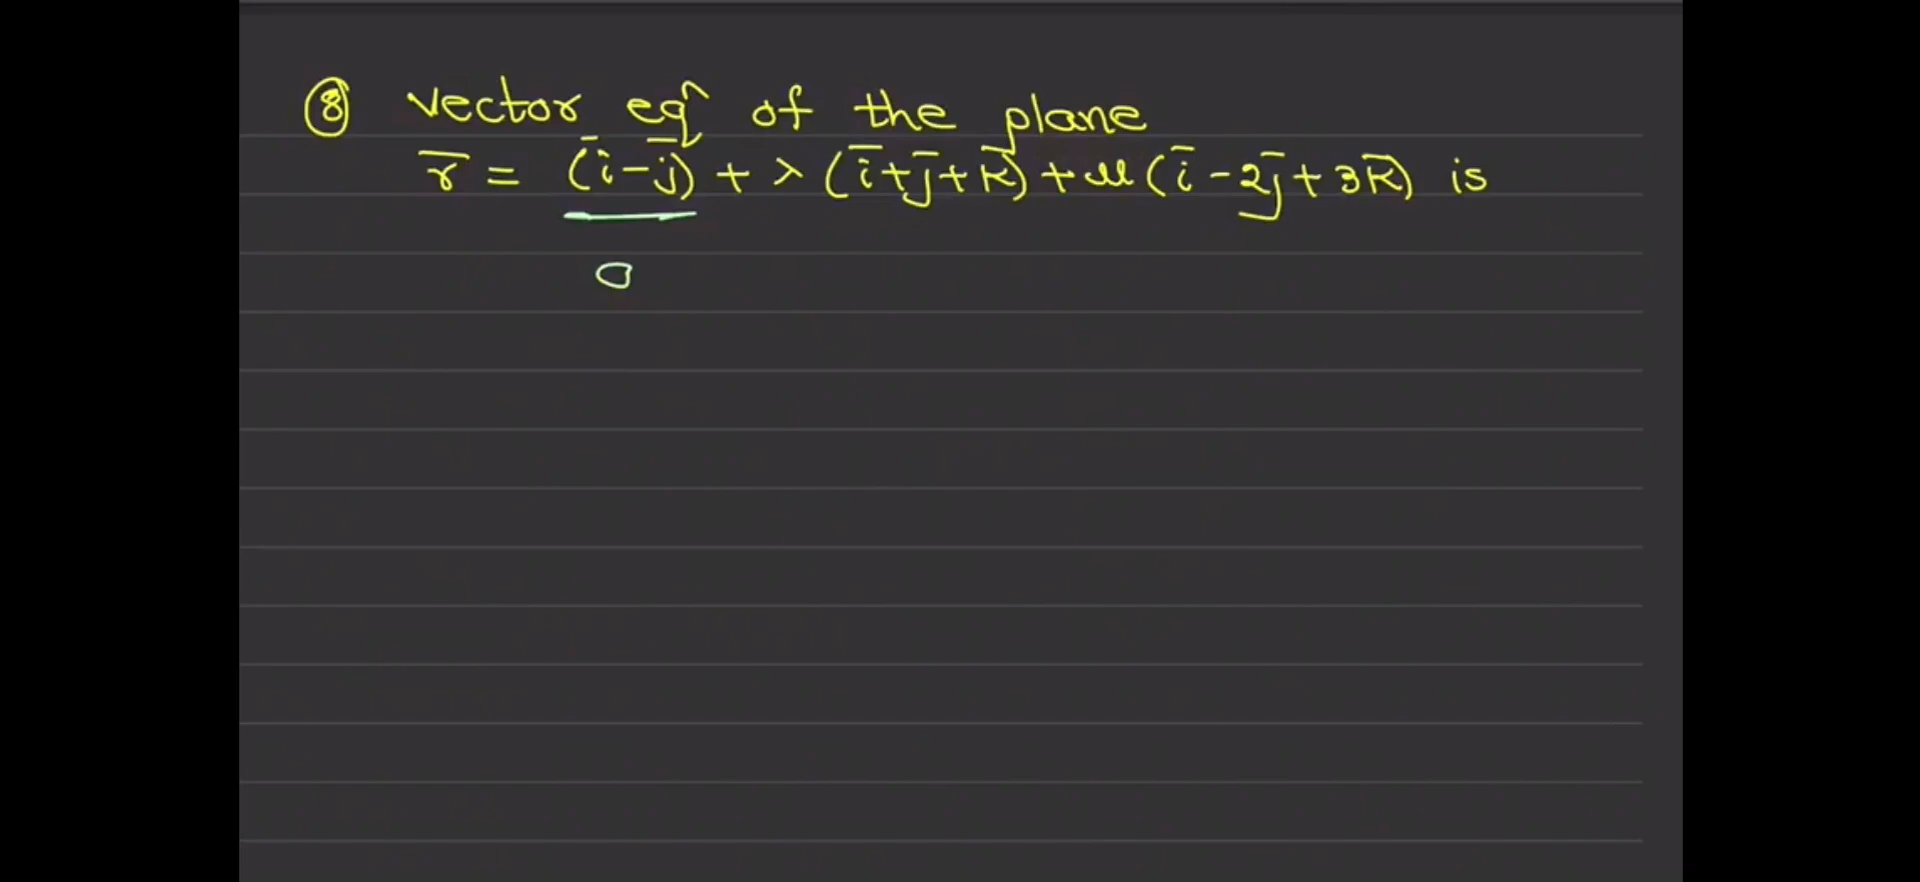 ⑧ vector eqⁿ of the plane
r̅ = (i̅ - j̅) + λ (i̅ + j̅ + k̅) + μ (i̅ - 2j̅ + 3k̅) is
a